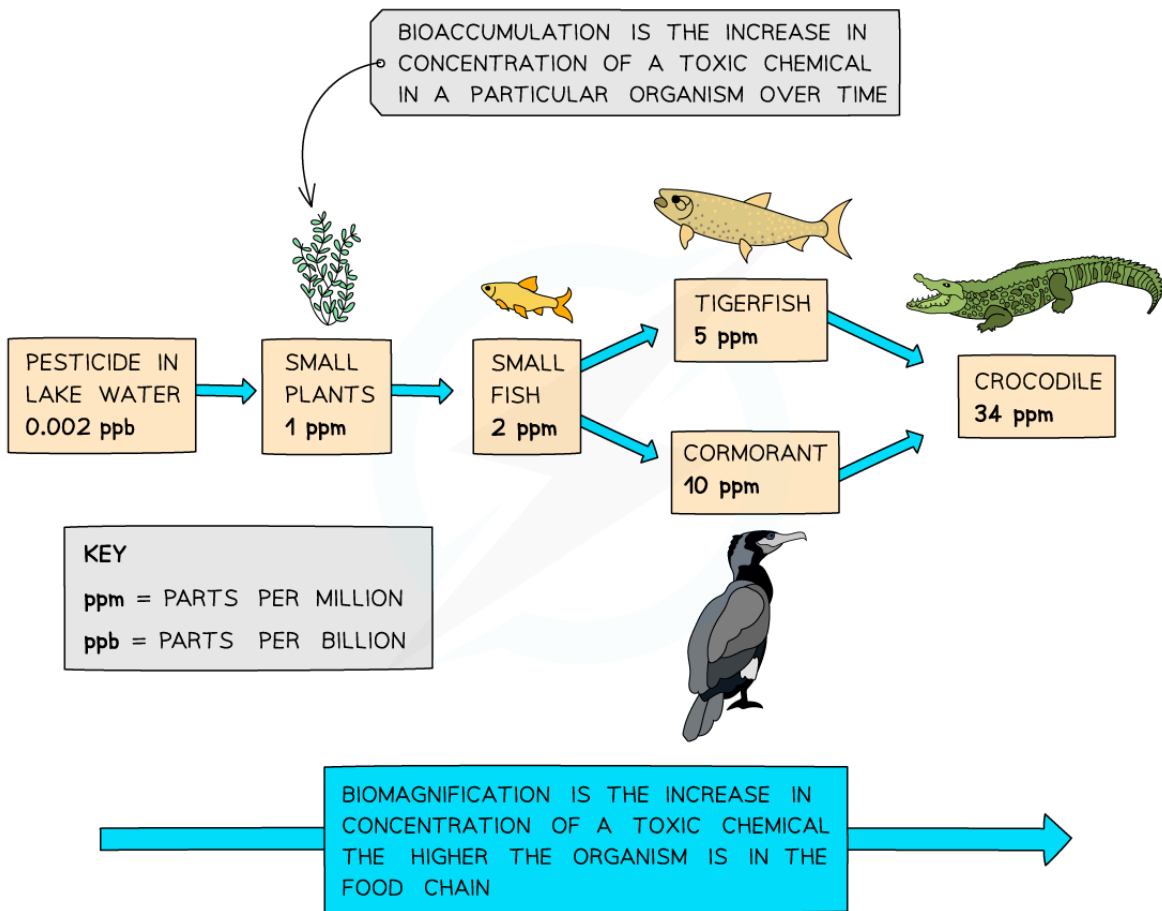 BIOACCUMULATION IS THE INCREASE IN
CONCENTRATION OF A TOXIC CHEMICAL
IN A PARTICULAR ORGANISM OVER TIME
PESTICIDE IN
LAKE WATER
0.002 ppb
SMALL
PLANTS
1 ppm
SMALL
FISH
2 ppm
TIGERFISH
5 ppm
CORMORANT
10 ppm
CROCODILE
34 ppm
KEY
ppm = PARTS PER MILLION
ppb = PARTS PER BILLION
BIOMAGNIFICATION IS THE INCREASE IN
CONCENTRATION OF A TOXIC CHEMICAL
THE HIGHER THE ORGANISM IS IN THE
FOOD CHAIN